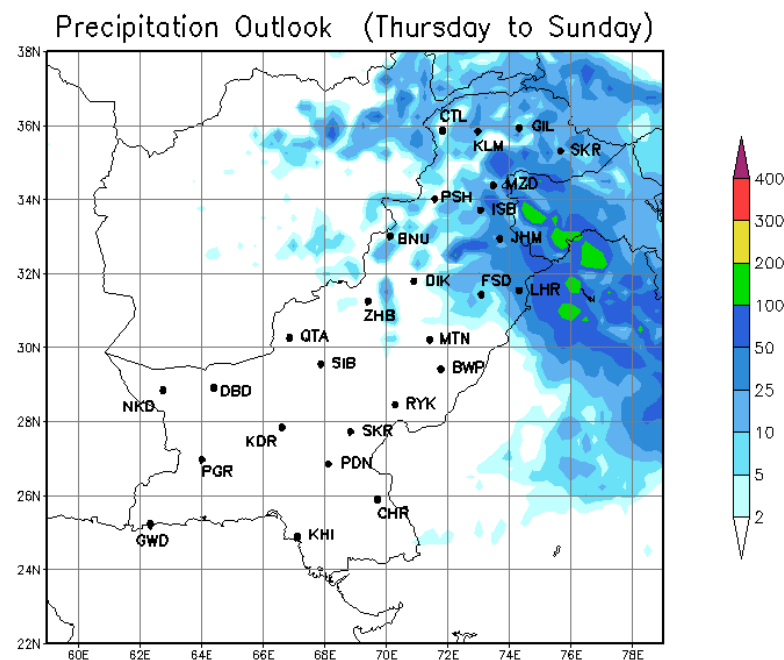 Precipitation Outlook (Thursday to Sunday)
38N
36N
34N
32N
30N
28N
26N
24N
22N
60E
62E
64E
66E
68E
70E
72E
74E
76E
78E
CTL
KLM
GIL
SKR
MZD
PSH
ISB
BNU
JHM
DIK
FSD
LHR
ZHB
QTA
MTN
SIB
BWP
NKD
DBD
RYK
KDR
SKR
PGR
PDN
CHR
GWD
KHI
400
300
200
100
50
25
10
5
2